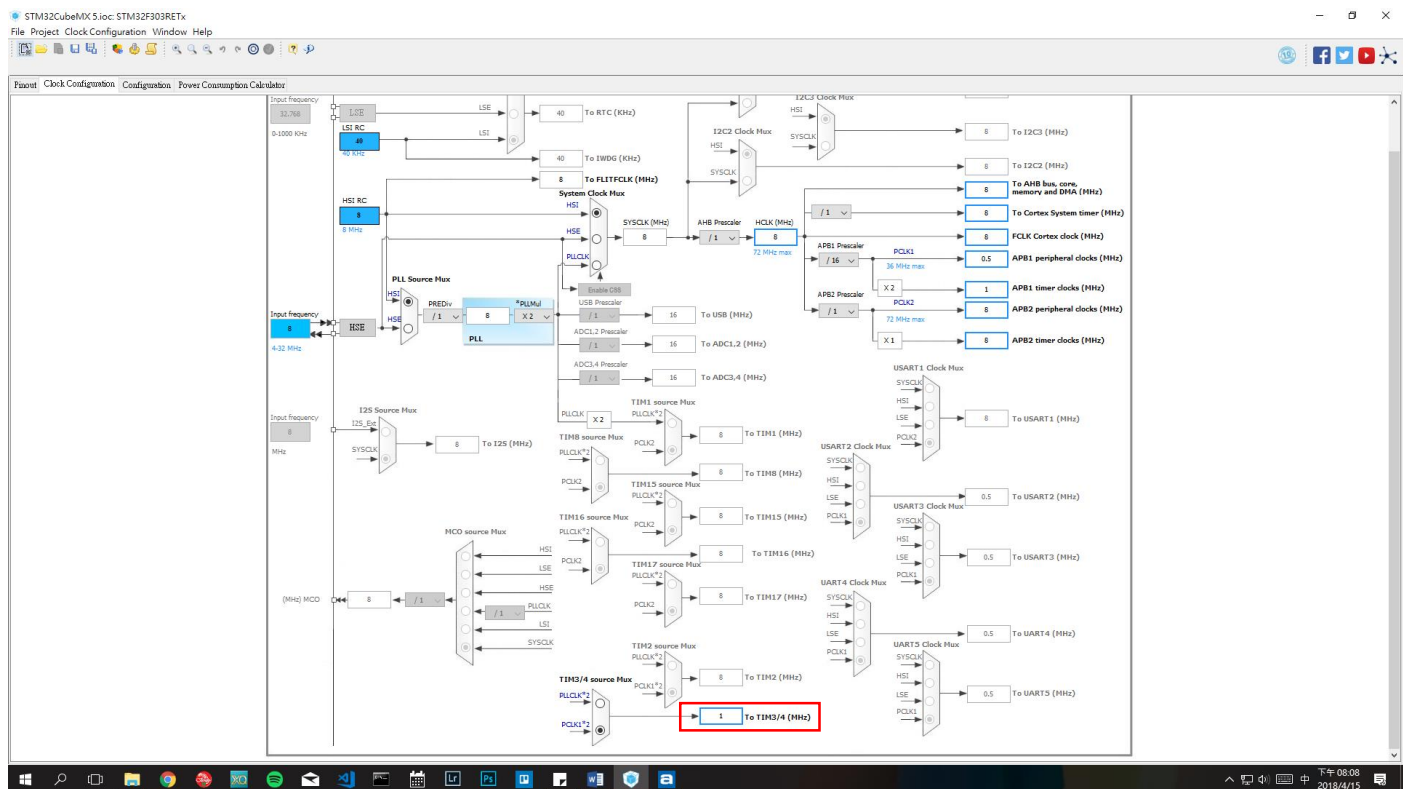 STM32CubeMX 5.ioc: STM32F303RETx
File Project Clock Configuration Window Help
Pinout Clock Configuration Configuration Power Consumption Calculator
Input frequency
32.768
0-1000 KHz
LSE
LSE
LSI
40 To RTC (KHz)
LSI RC
40
40 KHz
40 To IWDG (KHz)
8 To FLITFCLK (MHz)
HSI RC
8
8 MHz
System Clock Mux
HSI
HSE
PLLCLK
Enable CSS
SYSCLK (MHz)
8
AHB Prescaler
/ 1
HCLK (MHz)
8
72 MHz max
I2C3 Clock Mux
HSI
SYSCLK
8 To I2C3 (MHz)
I2C2 Clock Mux
HSI
SYSCLK
8 To I2C2 (MHz)
8 To AHB bus, core,
memory and DMA (MHz)
/ 1
8 To Cortex System timer (MHz)
8 FCLK Cortex clock (MHz)
APB1 Prescaler
/ 16
PCLK1
36 MHz max
0.5 APB1 peripheral clocks (MHz)
X 2
1 APB1 timer clocks (MHz)
APB2 Prescaler
/ 1
PCLK2
72 MHz max
8 APB2 peripheral clocks (MHz)
X 1
8 APB2 timer clocks (MHz)
Input frequency
8
4-32 MHz
HSE
PLL Source Mux
HSI
HSE
PREDiv
/ 1
8
*PLLMul
X 2
PLL
USB Prescaler
/ 1
16 To USB (MHz)
ADC1,2 Prescaler
/ 1
16 To ADC1,2 (MHz)
ADC3,4 Prescaler
/ 1
16 To ADC3,4 (MHz)
Input frequency
8
MHz
I2S Source Mux
I2S_Ext
SYSCLK
8 To I2S (MHz)
PLLCLK
X 2
TIM1 source Mux
PLLCLK*2
PCLK2
8 To TIM1 (MHz)
TIM8 source Mux
PLLCLK*2
PCLK2
8 To TIM8 (MHz)
TIM15 source Mux
PLLCLK*2
PCLK2
8 To TIM15 (MHz)
TIM16 source Mux
PLLCLK*2
PCLK2
8 To TIM16 (MHz)
TIM17 source Mux
PLLCLK*2
PCLK2
8 To TIM17 (MHz)
TIM2 source Mux
PLLCLK*2
PCLK1*2
8 To TIM2 (MHz)
TIM3/4 source Mux
PLLCLK*2
PCLK1*2
1 To TIM3/4 (MHz)
MCO source Mux
HSI
LSE
HSE
/ 1 PLLCLK
LSI
SYSCLK
(MHz) MCO 8 / 1
USART1 Clock Mux
SYSCLK
HSI
LSE
PCLK2
8 To USART1 (MHz)
USART2 Clock Mux
SYSCLK
HSI
LSE
PCLK1
0.5 To USART2 (MHz)
USART3 Clock Mux
SYSCLK
HSI
LSE
PCLK1
0.5 To USART3 (MHz)
UART4 Clock Mux
SYSCLK
HSI
LSE
PCLK1
0.5 To UART4 (MHz)
UART5 Clock Mux
SYSCLK
HSI
LSE
PCLK1
0.5 To UART5 (MHz)
XQ
Lr
Ps
中
下午 08:08
2018/4/15